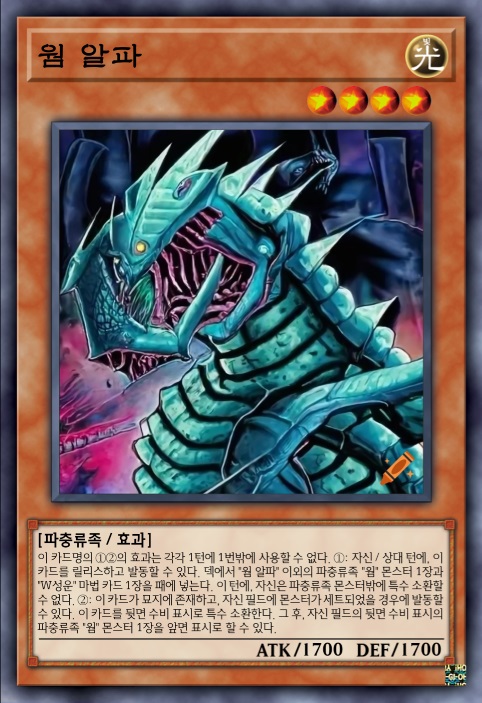 웜 알파
光
[파충류족 / 효과]
이 카드명의 ①②의 효과는 각각 1턴에 1번밖에 사용할 수 없다. ①: 자신 / 상대 턴에, 이
카드를 릴리스하고 발동할 수 있다. 덱에서 "웜 알파" 이외의 파충류족 "웜" 몬스터 1장과
"W성운" 마법 카드 1장을 패에 넣는다. 이 턴에, 자신은 파충류족 몬스터밖에 특수 소환할
수 없다. ②: 이 카드가 묘지에 존재하고, 자신 필드에 몬스터가 세트되었을 경우에 발동할
수 있다. 이 카드를 뒷면 수비 표시로 특수 소환한다. 그 후, 자신 필드의 뒷면 수비 표시의
파충류족 "웜" 몬스터 1장을 앞면 표시로 할 수 있다.
ATK/1700 DEF/1700